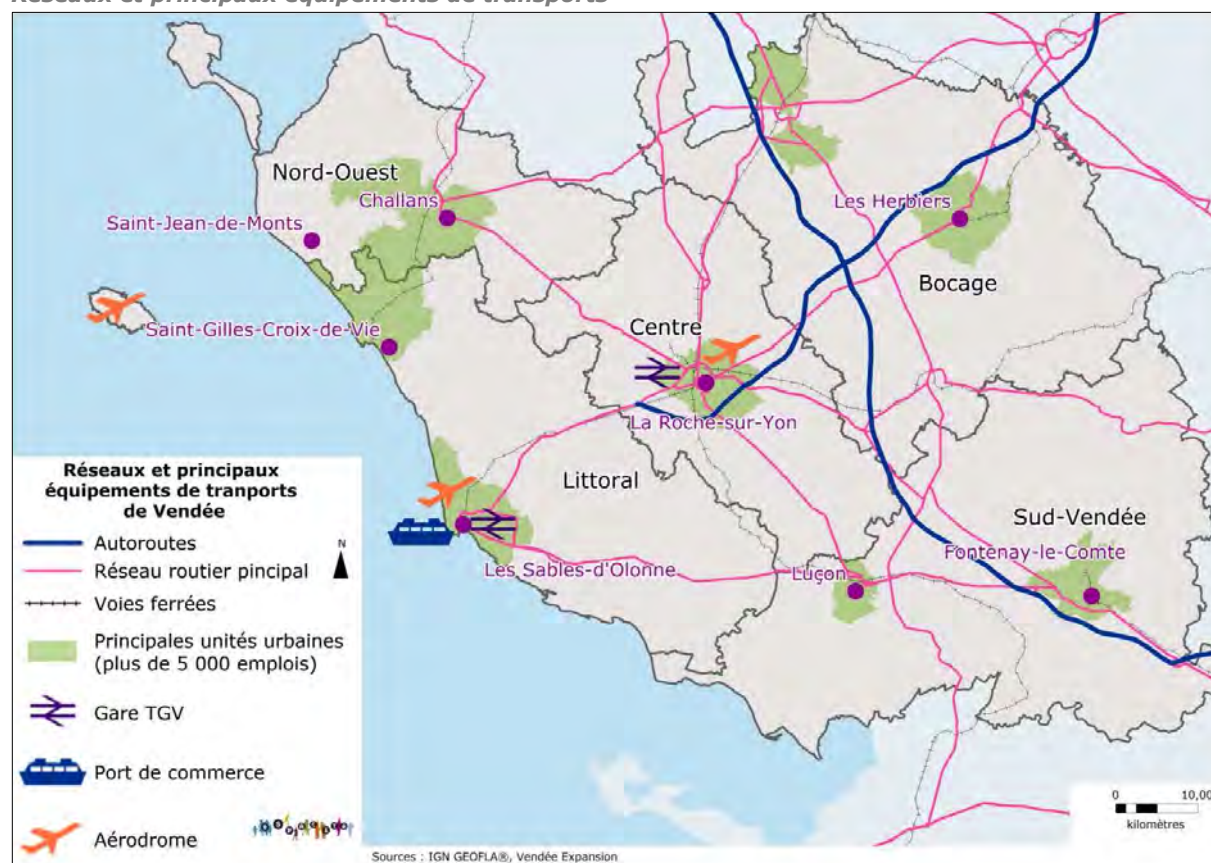 Réseaux et principaux équipements de transports
Nord-Ouest
Challans
Saint-Jean-de-Monts
Les Herbiers
Bocage
Saint-Gilles-Croix-de-Vie
Centre
La Roche-sur-Yon
Littoral
Sud-Vendée
Fontenay-le-Comte
Les Sables-d'Olonne
Luçon
Réseaux et principaux
équipements de tranports
de Vendée
Autoroutes
N
Réseau routier pincipal
Voies ferrées
Principales unités urbaines
(plus de 5 000 emplois)
Gare TGV
Port de commerce
Aérodrome
0 10,00
kilomètres
Sources : IGN GEOFLA®, Vendée Expansion